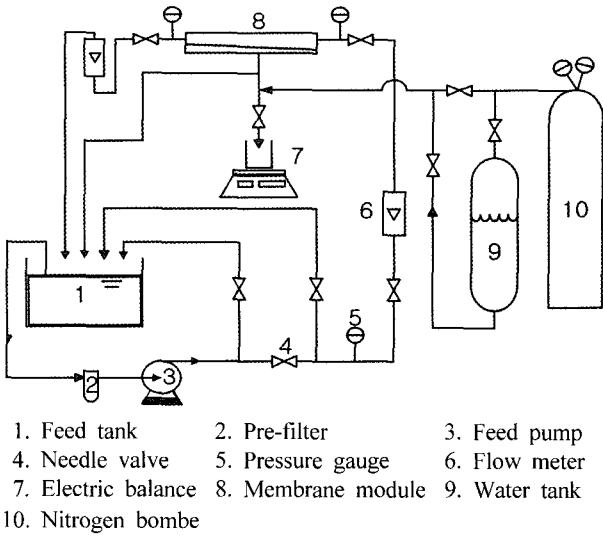 8
7
6
10
9
1
5
4
2
3
1. Feed tank 2. Pre-filter 3. Feed pump
4. Needle valve 5. Pressure gauge 6. Flow meter
7. Electric balance 8. Membrane module 9. Water tank
10. Nitrogen bombe